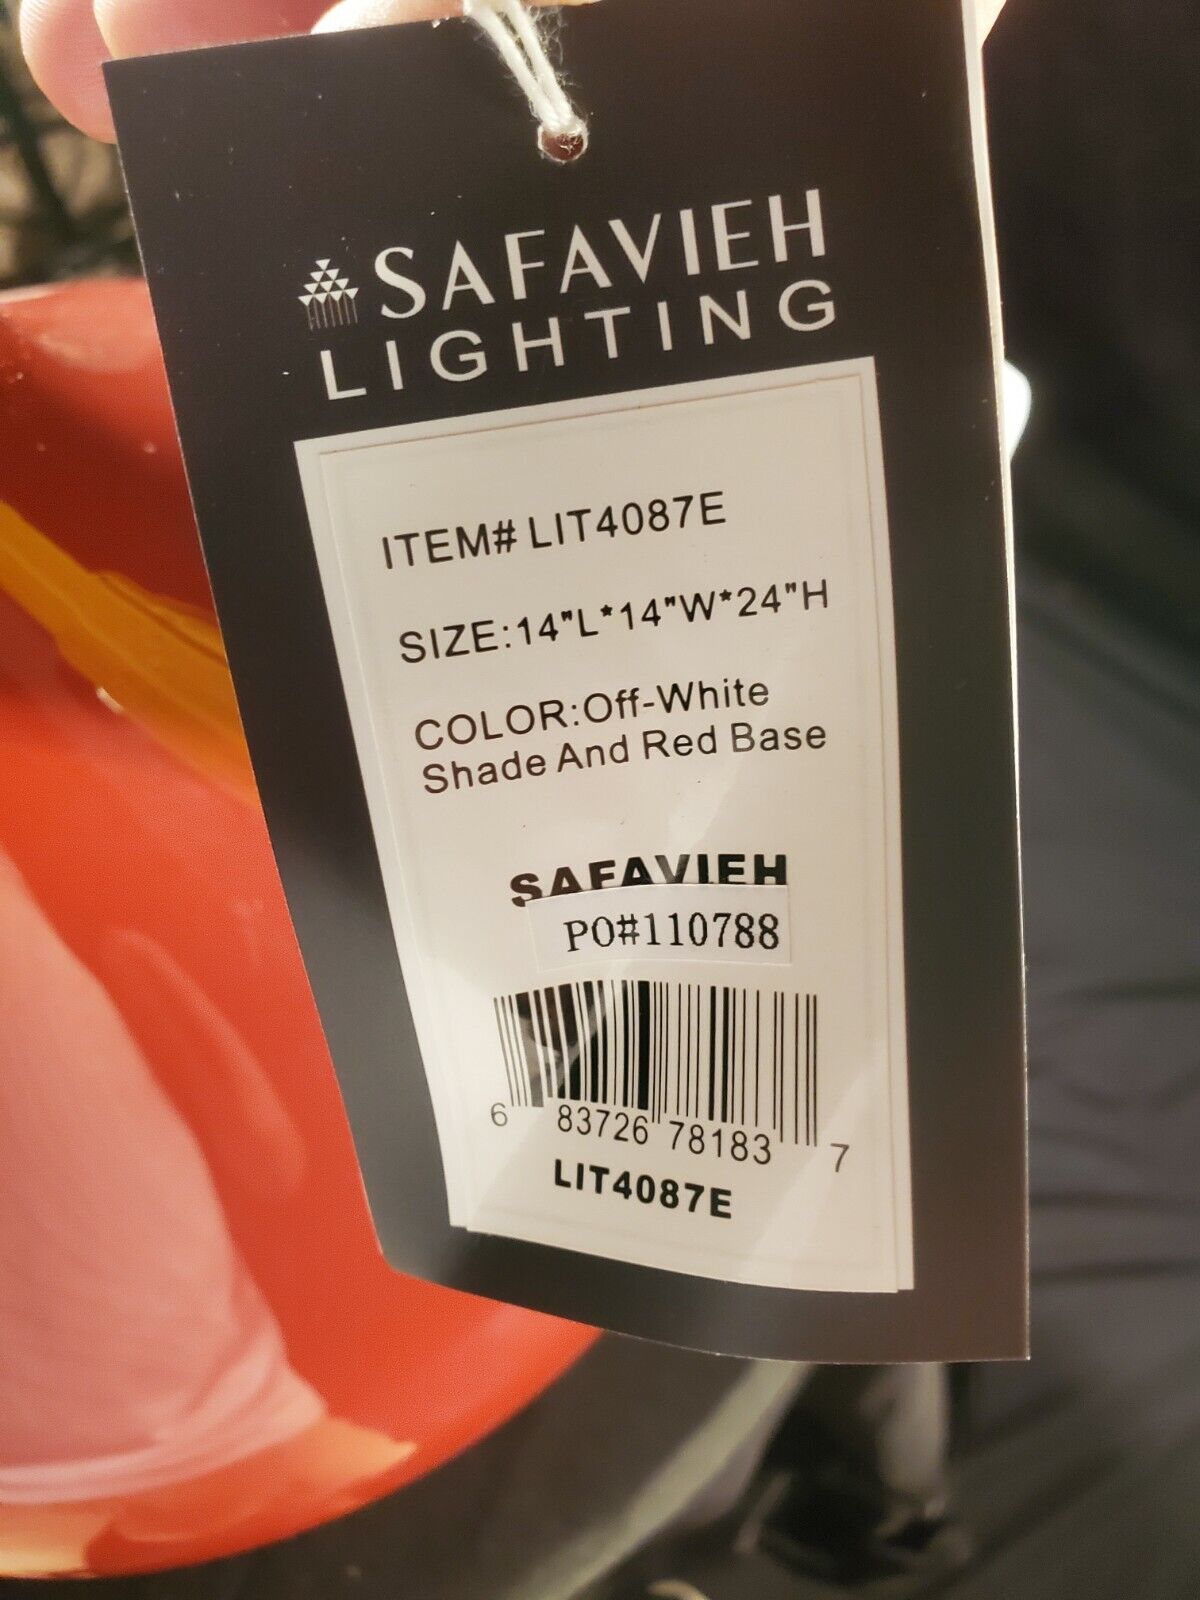 SAFAVIEH
LIGHTING
ITEM# LIT4087E
SIZE:14"L*14"W*24"H
COLOR:Off-White
Shade And Red Base
SAFAVIEH
PO#110788
6 83726 78183 7
LIT4087E